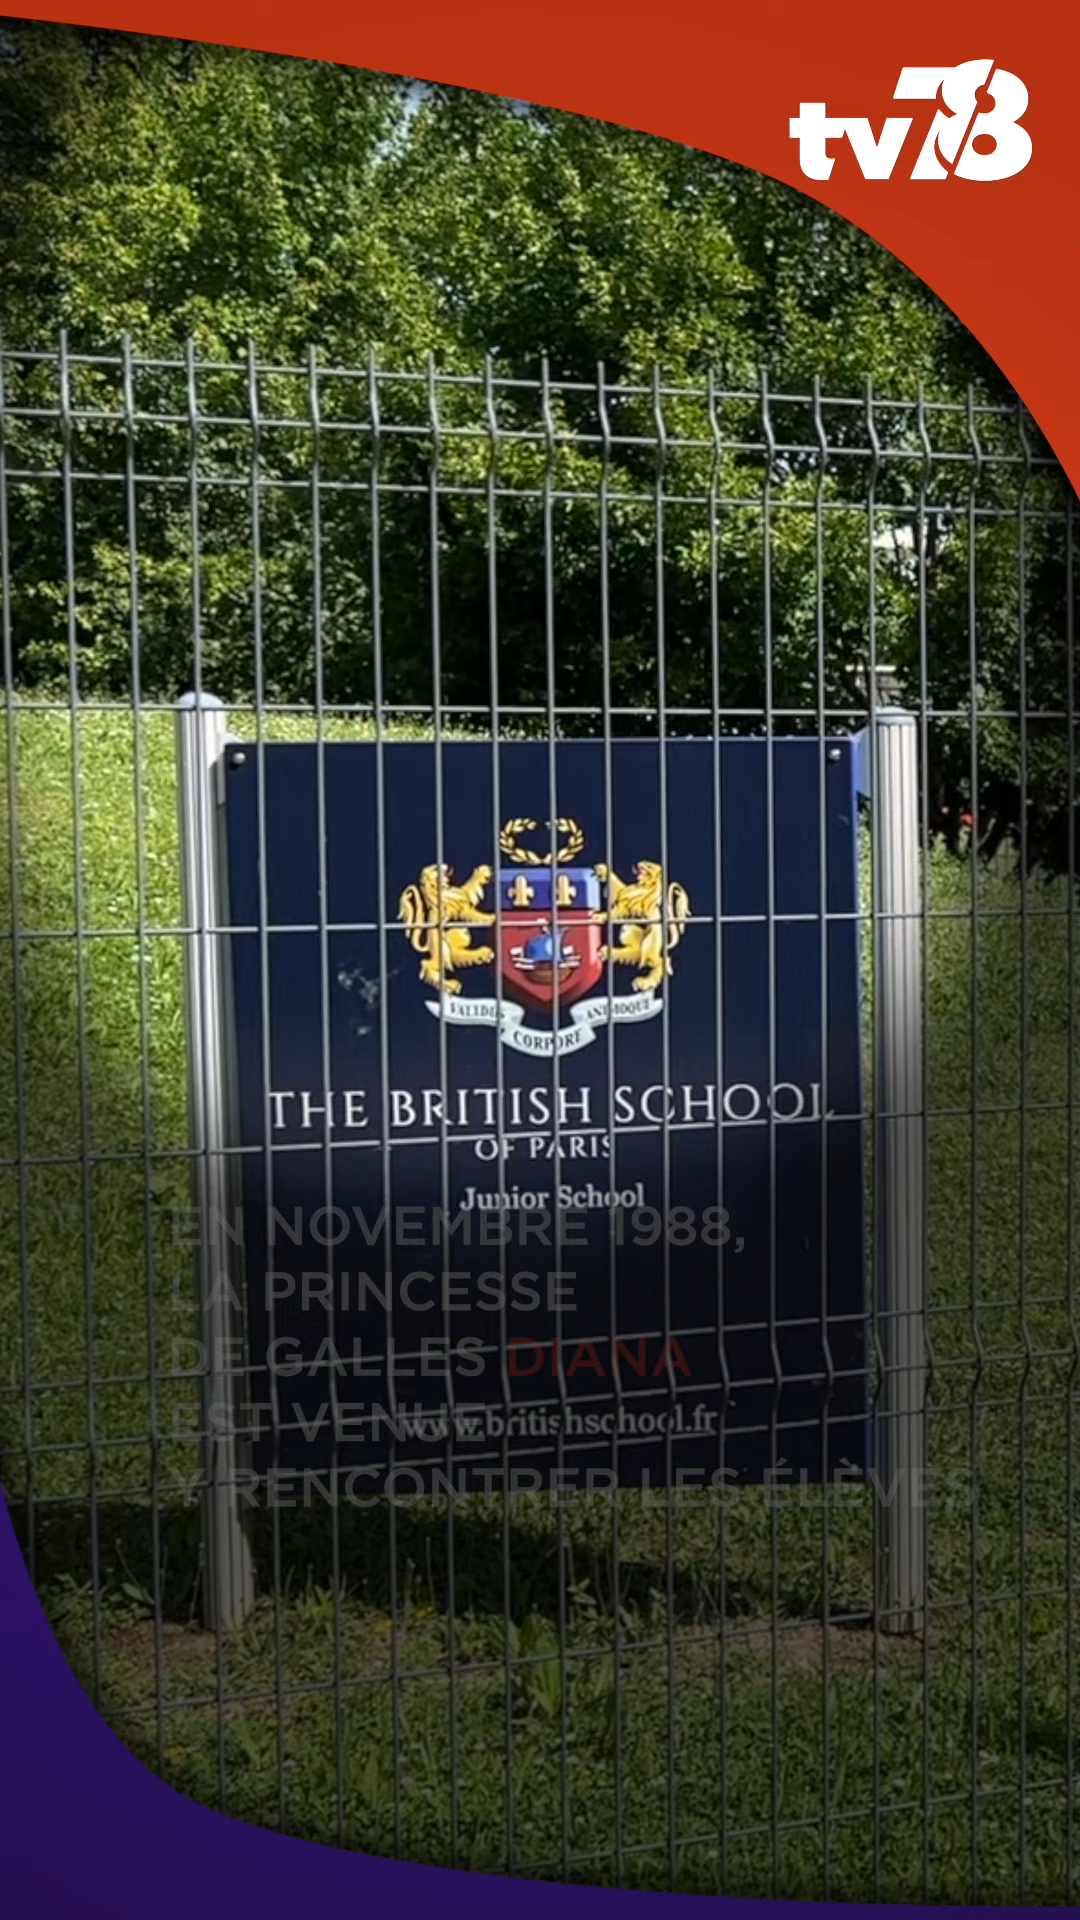 tv78
VALIDE CORPORE ANIMOQUE
THE BRITISH SCHOOL
OF PARIS
Junior School
EN NOVEMBRE 1988,
LA PRINCESSE
DE GALLES DIANA
EST VENUE
www.britishschool.fr
Y RENCONTRER LES ÉLÈVES